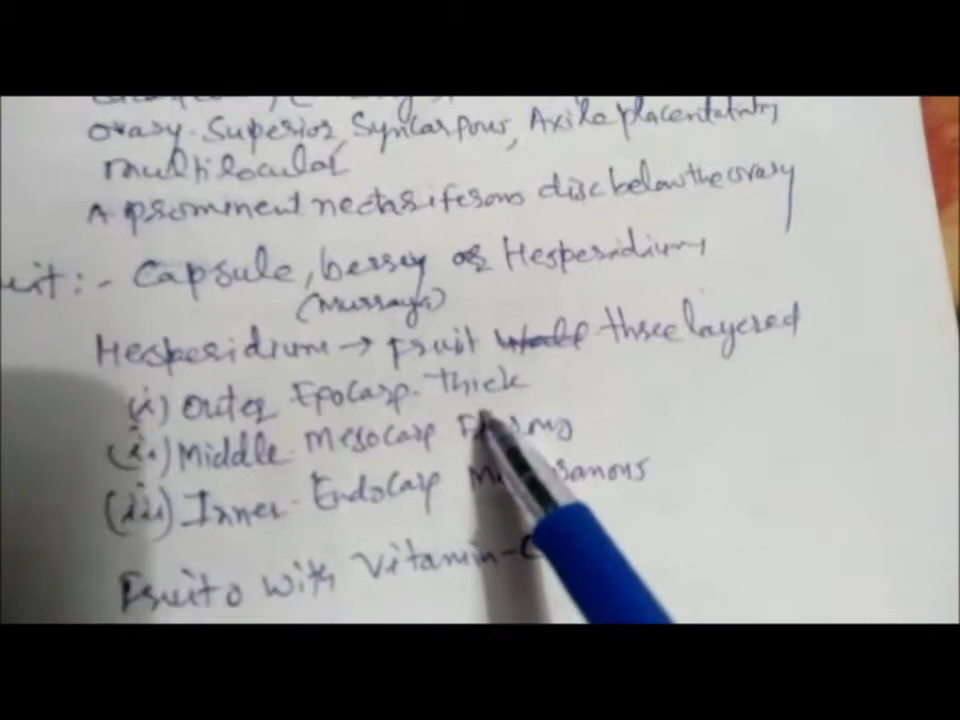 Ovary. Superior, Syncarpous, Axile placentation,
Multilocular
A prominent nectariferous disc below the ovary
:- Capsule, berry or Hesperidium,
(Murraya)
Hesperidium → fruit three layered
(i) Outer Epocarp. Thick
(ii) Middle. Mesocarp
(iii) Inner. Endocarp
Fruits with Vitamin-C